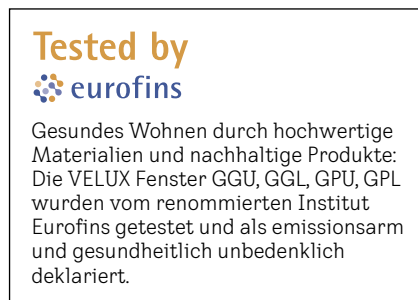 Tested by
eurofins
Gesundes Wohnen durch hochwertige
Materialien und nachhaltige Produkte:
Die VELUX Fenster GGU, GGL, GPU, GPL
wurden vom renommierten Institut
Eurofins getestet und als emissionsarm
und gesundheitlich unbedenklich
deklariert.